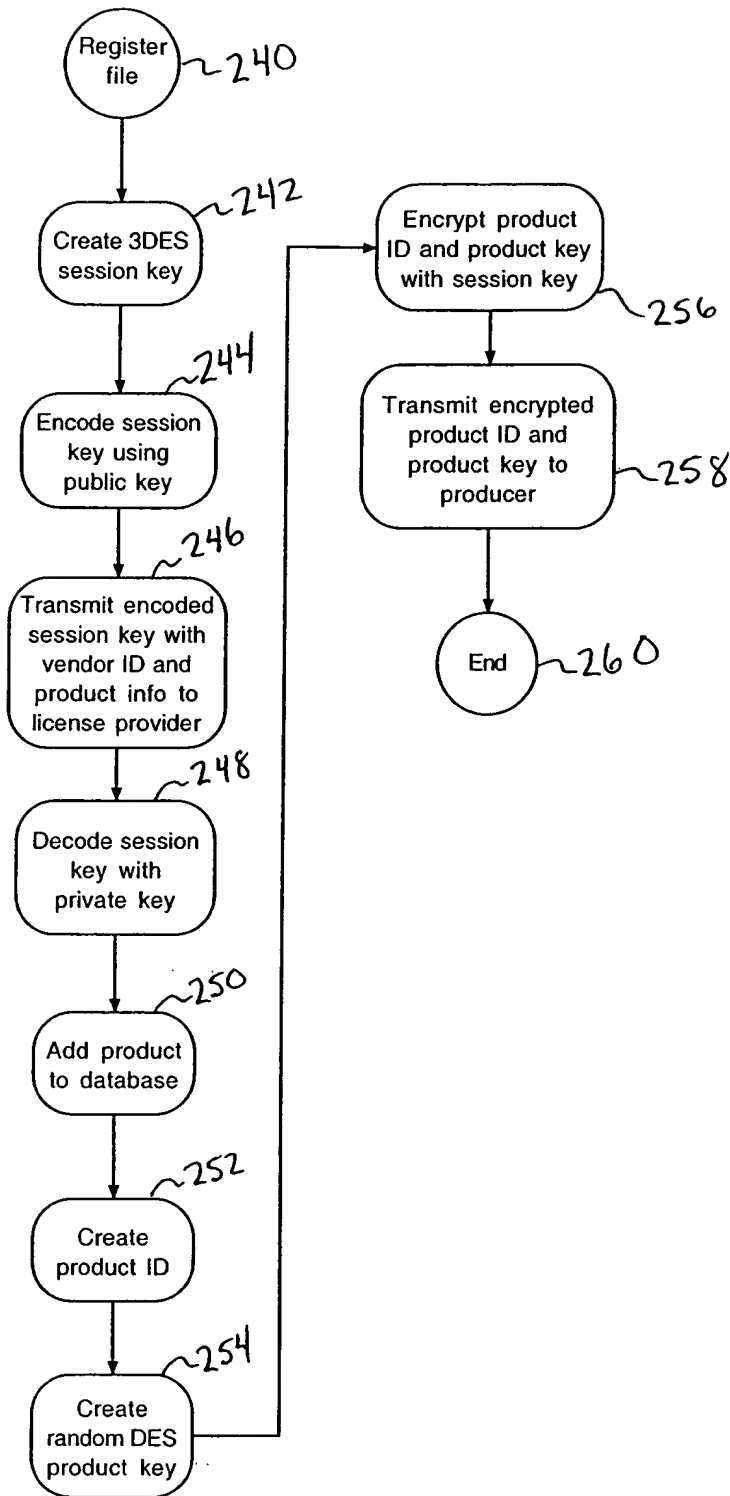 Register
file
240
Create 3DES
session key
242
Encode session
key using
public key
244
Transmit encoded
session key with
vendor ID and
product info to
license provider
246
Decode session
key with
private key
248
Add product
to database
250
Create
product ID
252
Create
random DES
product key
254
Encrypt product
ID and product key
with session key
256
Transmit encrypted
product ID and
product key to
producer
258
End
260